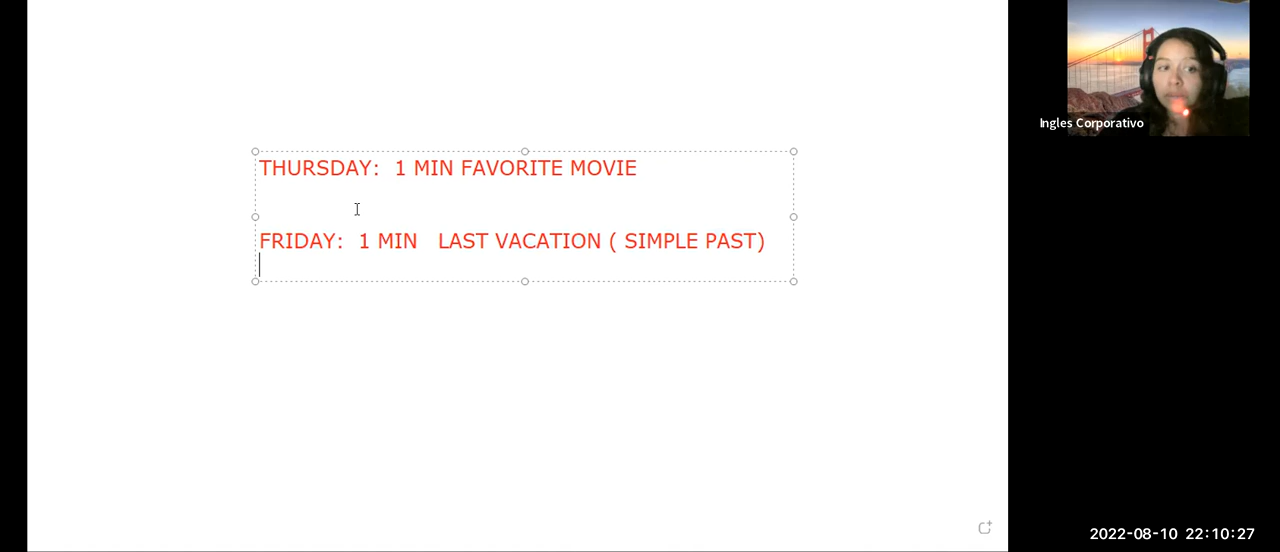 THURSDAY: 1 MIN FAVORITE MOVIE
FRIDAY: 1 MIN LAST VACATION ( SIMPLE PAST)
Ingles Corporativo
2022-08-10 22:10:27